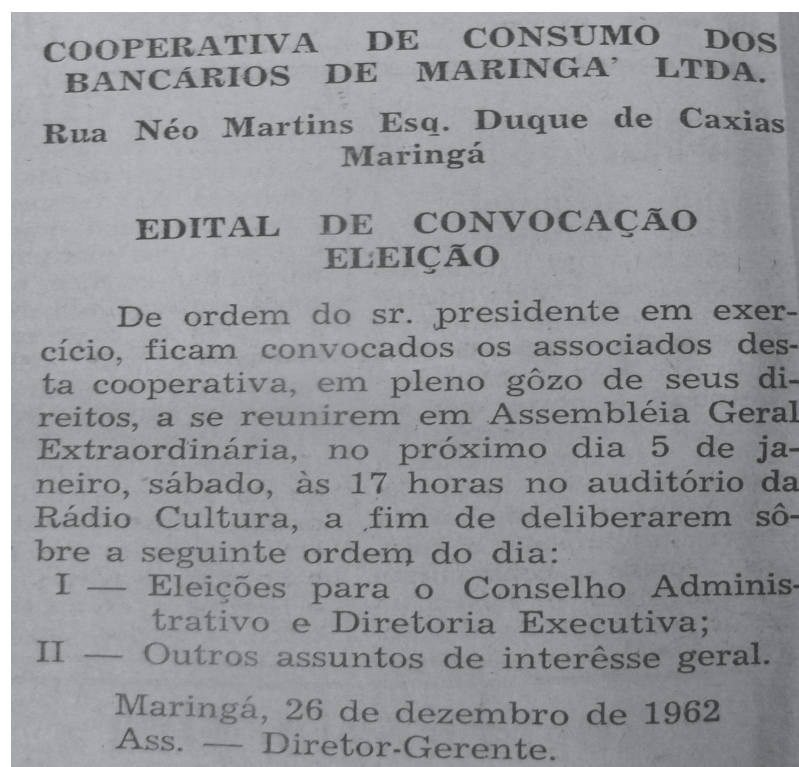 COOPERATIVA DE CONSUMO DOS
BANCÁRIOS DE MARINGA' LTDA.
Rua Néo Martins Esq. Duque de Caxias
Maringá
EDITAL DE CONVOCAÇÃO
ELEIÇÃO
De ordem do sr. presidente em exer-
cício, ficam convocados os associados des-
ta cooperativa, em pleno gôzo de seus di-
reitos, a se reunirem em Assembléia Geral
Extraordinária, no próximo dia 5 de ja-
neiro, sábado, às 17 horas no auditório da
Rádio Cultura, a fim de deliberarem sô-
bre a seguinte ordem do dia:
I — Eleições para o Conselho Adminis-
trativo e Diretoria Executiva;
II — Outros assuntos de interêsse geral.
Maringá, 26 de dezembro de 1962
Ass. — Diretor-Gerente.